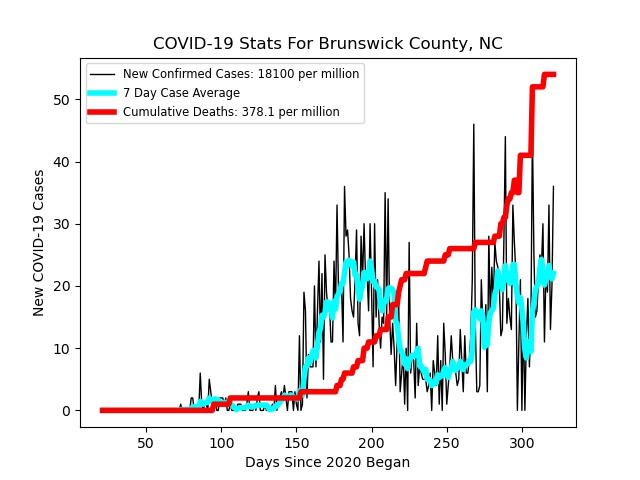 COVID-19 Stats For Brunswick County, NC
New Confirmed Cases: 18100 per million
7 Day Case Average
Cumulative Deaths: 378.1 per million
New COVID-19 Cases
50
40
30
20
10
0
50 100 150 200 250 300
Days Since 2020 Began